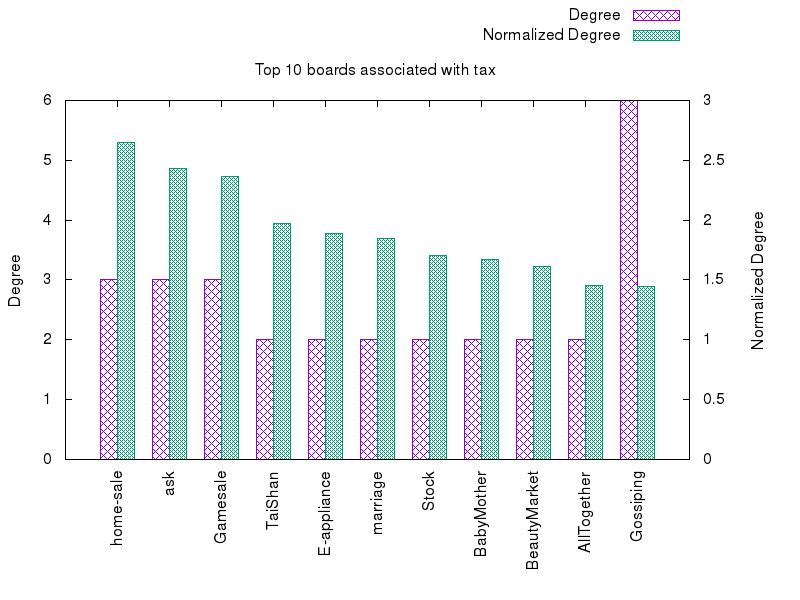 Degree
Normalized Degree
Top 10 boards associated with tax
6
5
4
3
2
1
0
3
2.5
2
1.5
1
0.5
0
Degree
Normalized Degree
home-sale
ask
Gamesale
TaiShan
E-appliance
marriage
Stock
BabyMother
BeautyMarket
AllTogether
Gossiping